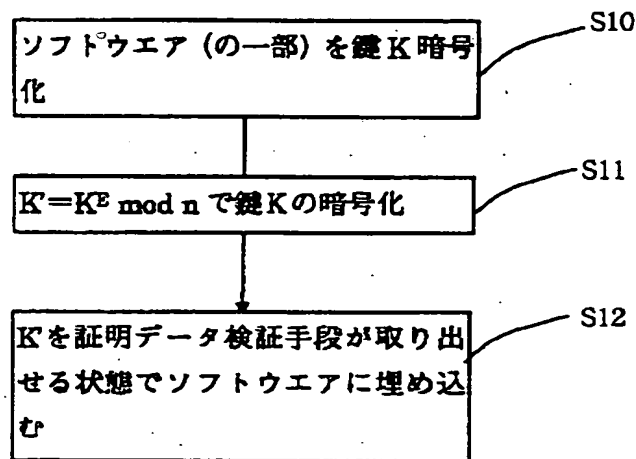 ソフトウエア（の一部）を鍵K暗号
化
S10
K'=K^E mod n で鍵Kの暗号化
S11
K'を証明データ検証手段が取り出
せる状態でソフトウエアに埋め込
む
S12